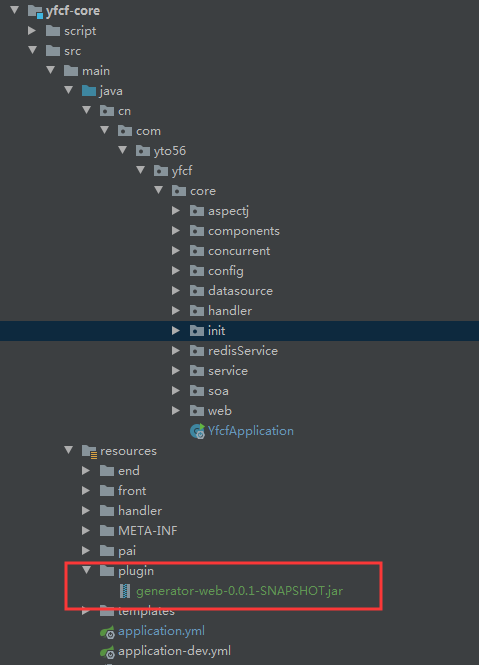 yfcf-core
script
src
main
java
cn
com
yto56
yfcf
core
aspectj
components
concurrent
config
datasource
handler
init
redisService
service
soa
web
YfcfApplication
resources
end
front
handler
META-INF
pai
plugin
generator-web-0.0.1-SNAPSHOT.jar
templates
application.yml
application-dev.yml